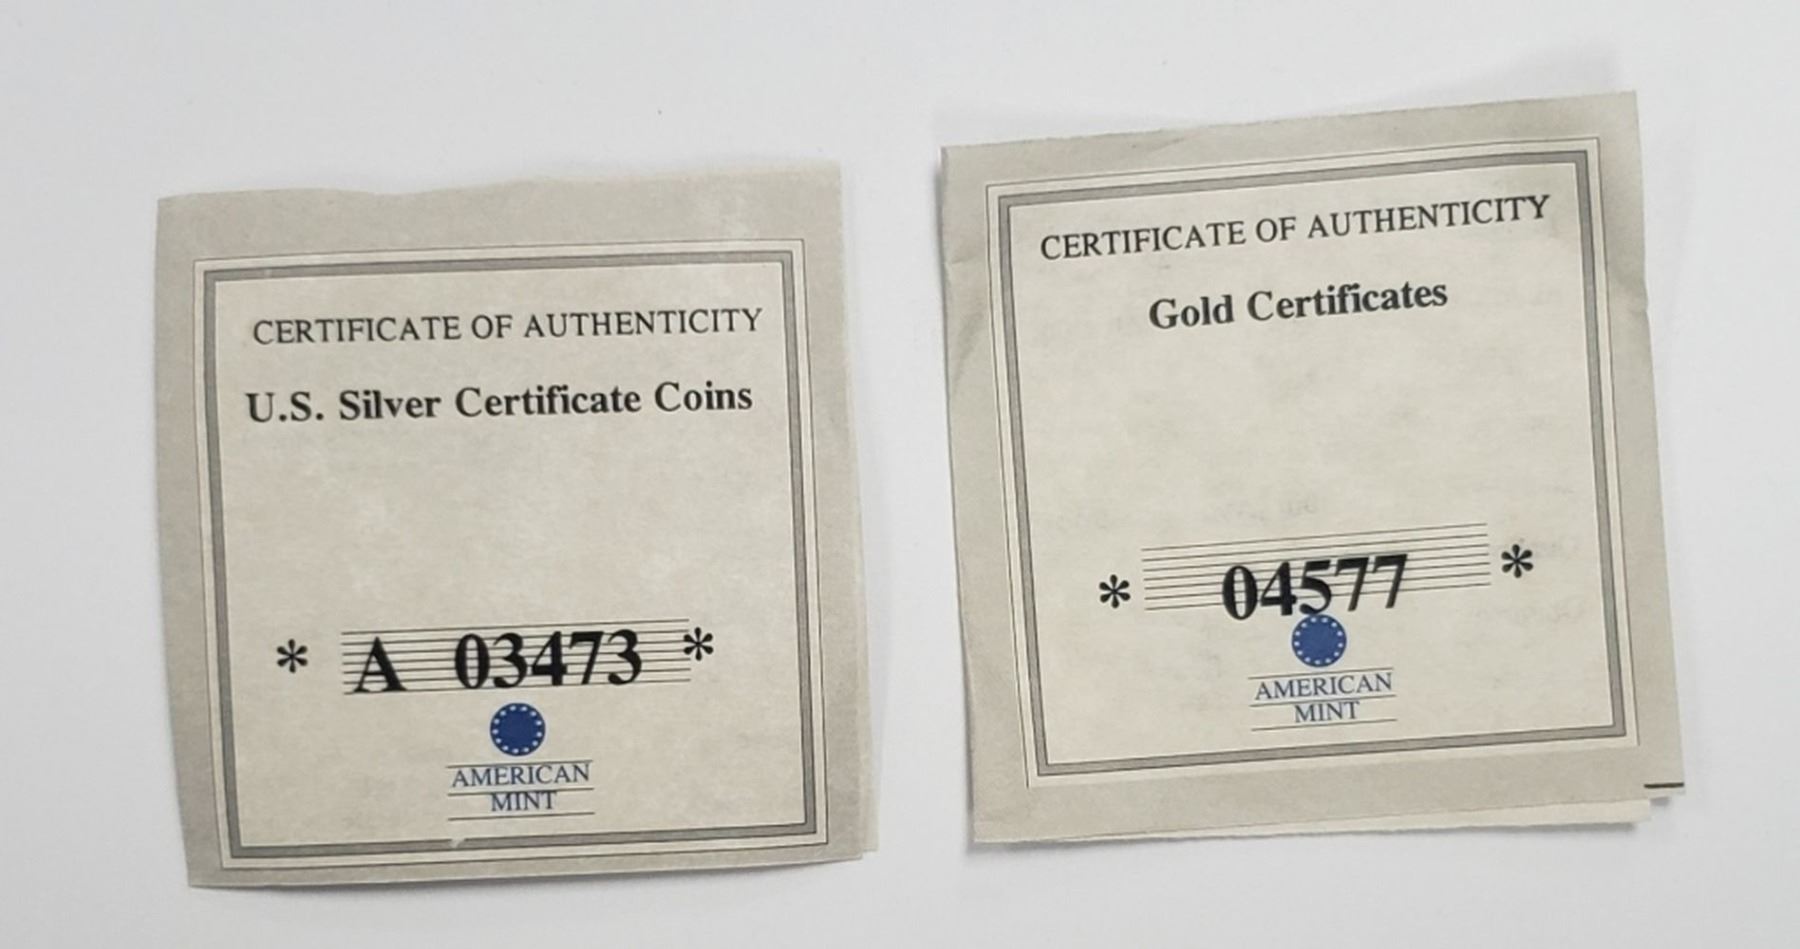 CERTIFICATE OF AUTHENTICITY
U.S. Silver Certificate Coins
* A 03473 *
AMERICAN
MINT
CERTIFICATE OF AUTHENTICITY
Gold Certificates
* 04577 *
AMERICAN
MINT